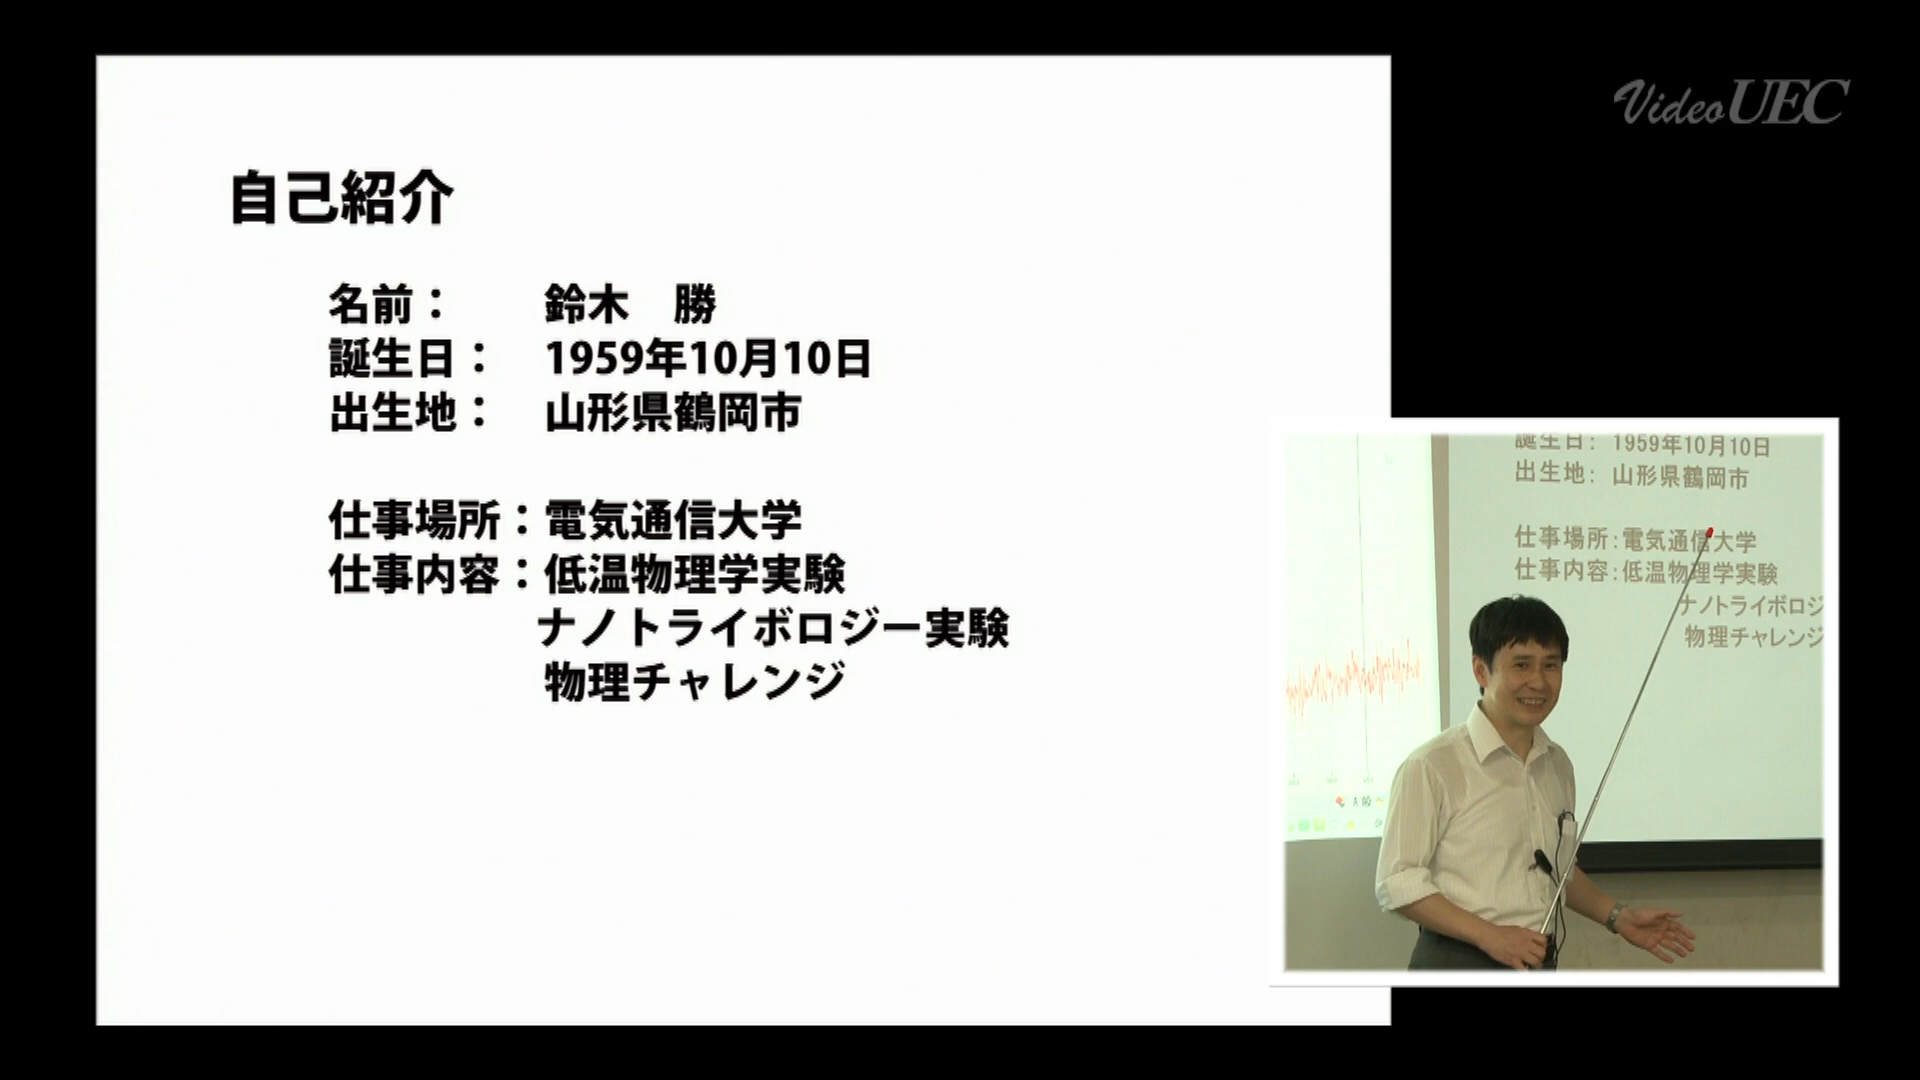 Video UEC
自己紹介
名前： 鈴木　勝
誕生日： 1959年10月10日
出生地： 山形県鶴岡市
仕事場所：電気通信大学
仕事内容：低温物理学実験
ナノトライボロジー実験
物理チャレンジ
誕生日: 1959年10月10日
出生地: 山形県鶴岡市
仕事場所:電気通信大学
仕事内容:低温物理学実験
ナノトライボロジ
物理チャレンジ